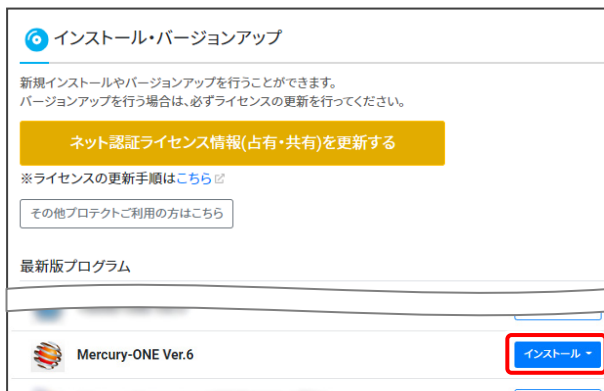 インストール・バージョンアップ
新規インストールやバージョンアップを行うことができます。
バージョンアップを行う場合は、必ずライセンスの更新を行ってください。
ネット認証ライセンス情報(占有・共有)を更新する
※ライセンスの更新手順はこちら
その他プロテクトご利用の方はこちら
最新版プログラム
Mercury-ONE Ver.6
インストール